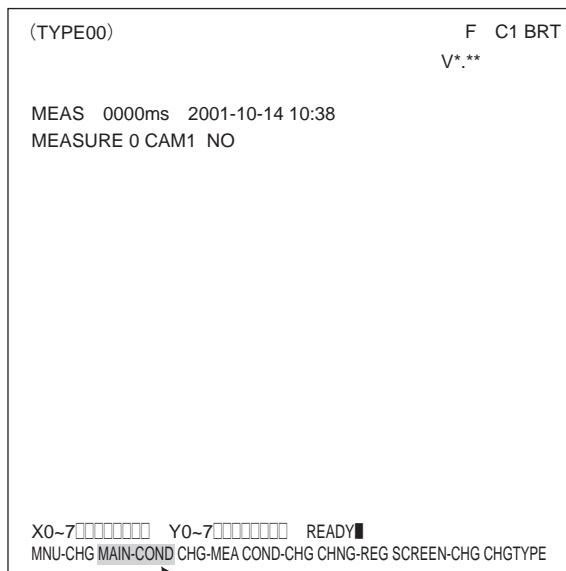 (TYPE00) F C1 BRT
V*.**
MEAS 0000ms 2001-10-14 10:38
MEASURE 0 CAM1 NO
X0~7□□□□□□□□ Y0~7□□□□□□□□ READY■
MNU-CHG MAIN-COND CHG-MEA COND-CHG CHNG-REG SCREEN-CHG CHGTYPE